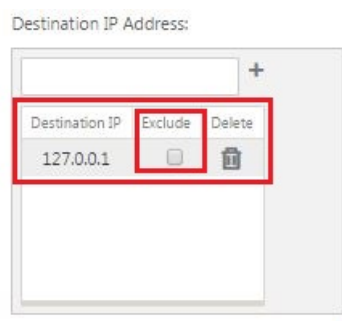 Destination IP Address:
+
Destination IP Exclude Delete
127.0.0.1